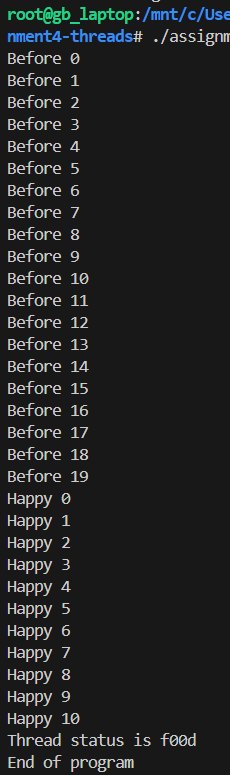 root@gb_laptop:/mnt/c/Use
nment4-threads# ./assignm
Before 0
Before 1
Before 2
Before 3
Before 4
Before 5
Before 6
Before 7
Before 8
Before 9
Before 10
Before 11
Before 12
Before 13
Before 14
Before 15
Before 16
Before 17
Before 18
Before 19
Happy 0
Happy 1
Happy 2
Happy 3
Happy 4
Happy 5
Happy 6
Happy 7
Happy 8
Happy 9
Happy 10
Thread status is f00d
End of program